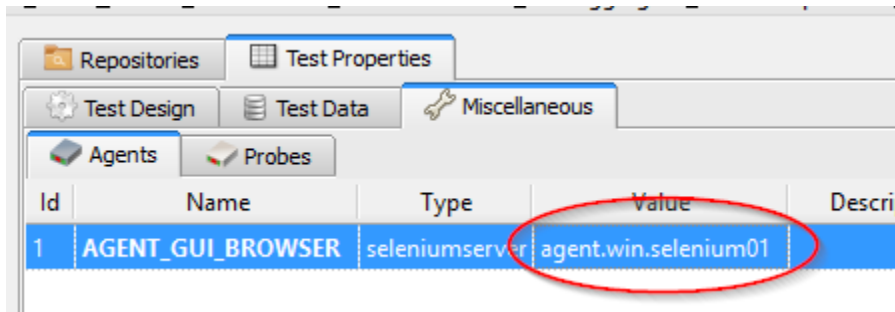 Repositories Test Properties
Test Design Test Data Miscellaneous
Agents Probes
Id Name Type Value Descri
1 AGENT_GUI_BROWSER seleniumserver agent.win.selenium01